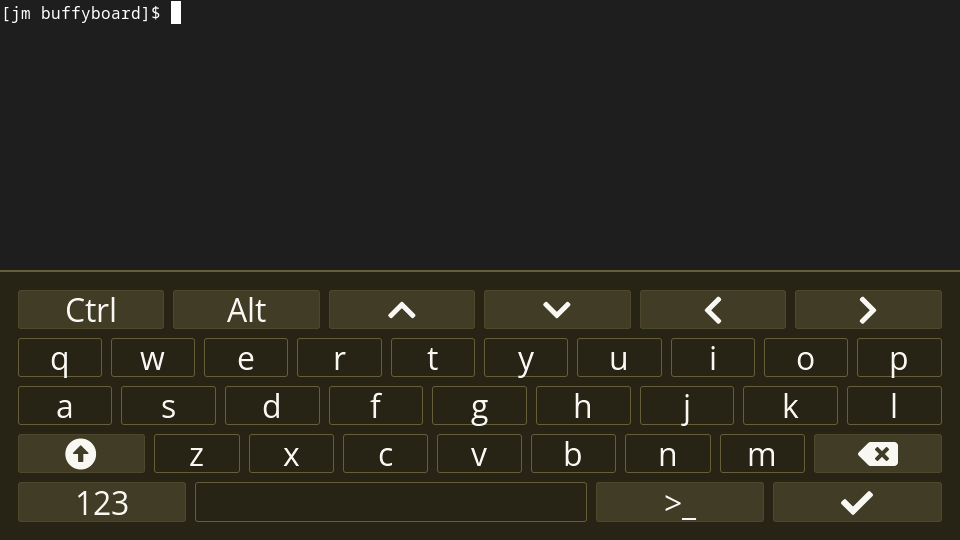 [jm buffyboard]$
Ctrl Alt
q w e r t y u i o p
a s d f g h j k l
z x c v b n m
123 >_